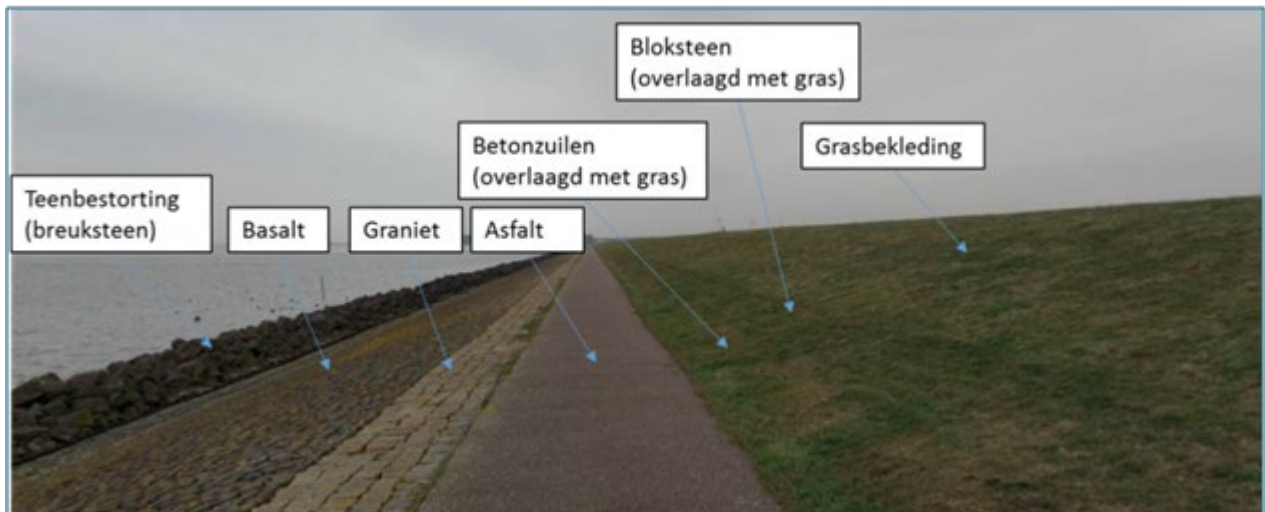 Bloksteen
(overlaagd met gras)
Betonzuilen
(overlaagd met gras)
Grasbekleding
Teenbestorting
(breuksteen)
Basalt
Graniet
Asfalt